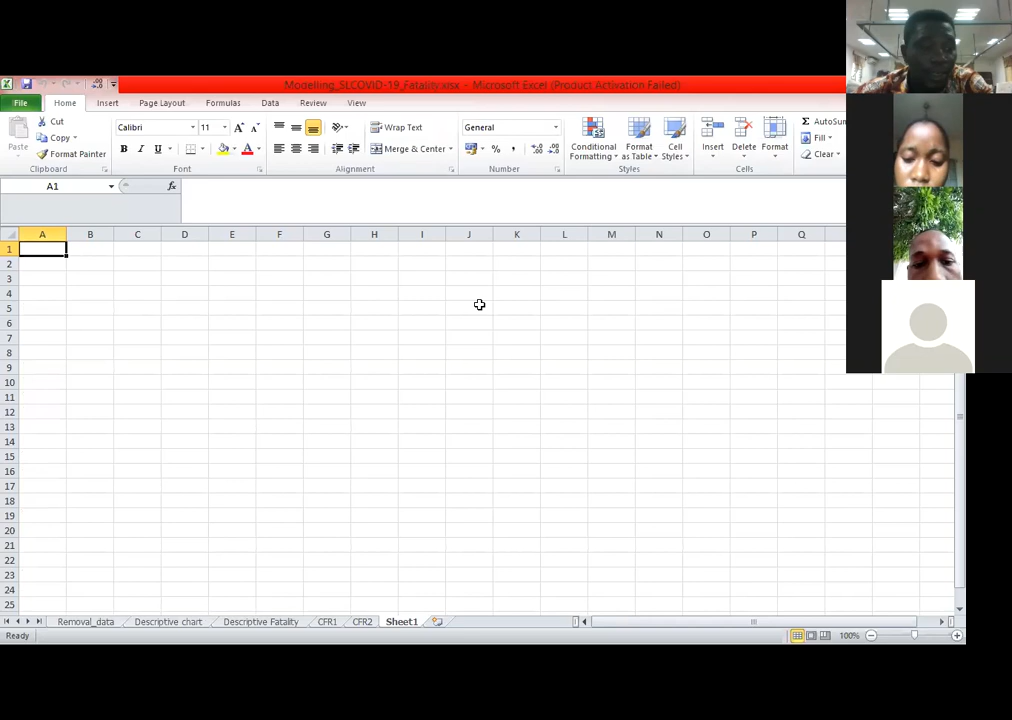 Modelling_SLCOVID-19_Fatality.xlsx - Microsoft Excel (Product Activation Failed)
File Home Insert Page Layout Formulas Data Review View
Cut
Copy
Format Painter
Paste
Clipboard
Calibri 11
B I U
Font
Wrap Text
Merge & Center
Alignment
General
%
Number
Conditional Formatting
Format as Table
Cell Styles
Styles
Insert Delete Format
Cells
Σ AutoSum
Fill
Clear
A1 fx
A B C D E F G H I J K L M N O P Q
1
2
3
4
5
6
7
8
9
10
11
12
13
14
15
16
17
18
19
20
21
22
23
24
25
Removal_data Descriptive chart Descriptive Fatality CFR1 CFR2 Sheet1
Ready 100%